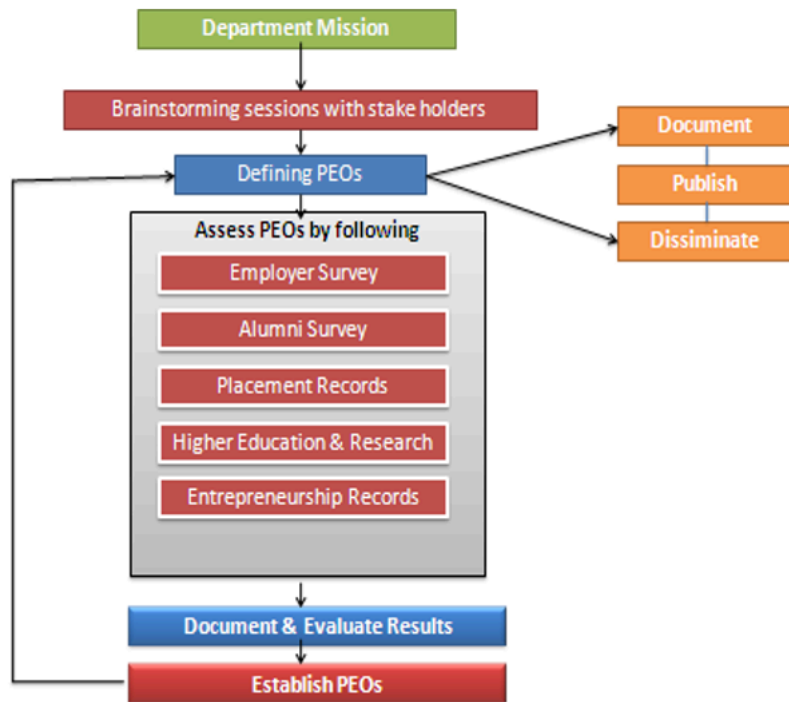 Department Mission
Brainstorming sessions with stake holders
Defining PEOs
Document
Publish
Dissiminate
Assess PEOs by following
Employer Survey
Alumni Survey
Placement Records
Higher Education & Research
Entrepreneurship Records
Document & Evaluate Results
Establish PEOs